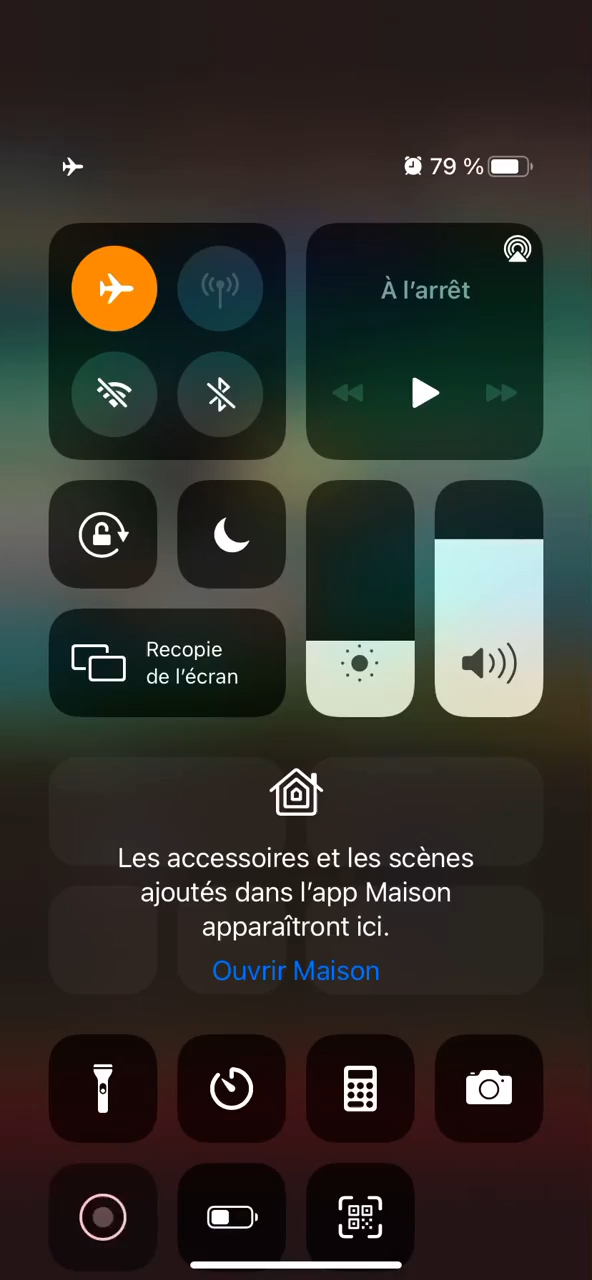 79 %
À l’arrêt
Recopie
de l’écran
Les accessoires et les scènes
ajoutés dans l’app Maison
apparaîtront ici.
Ouvrir Maison